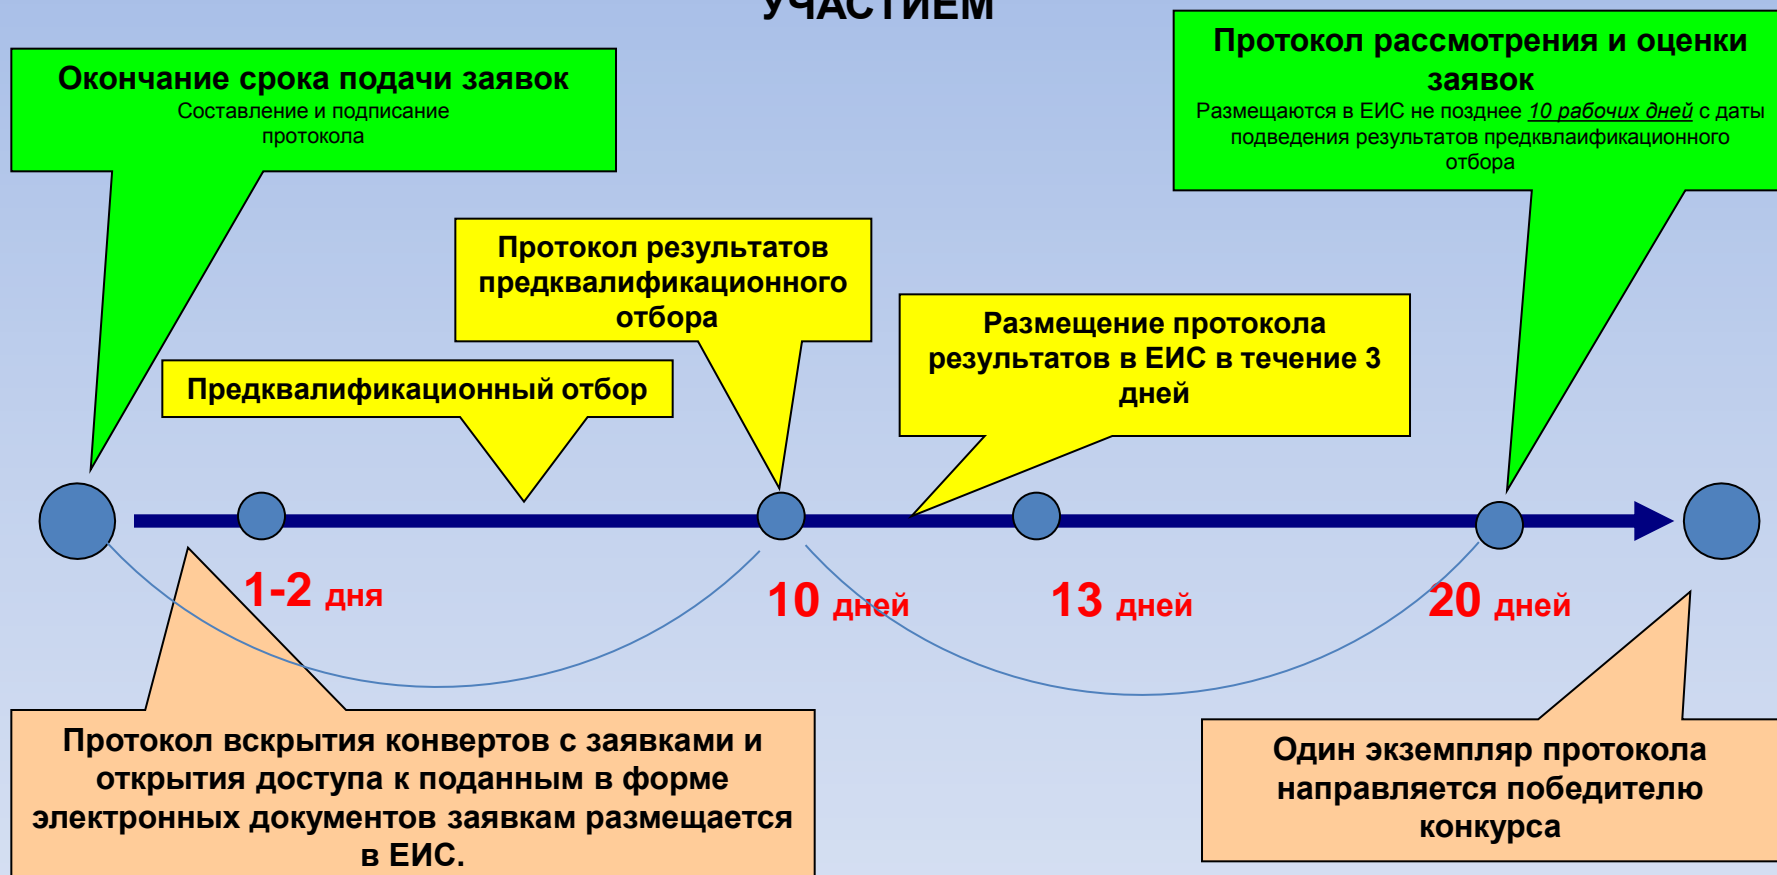 УЧАСТИЕМ
Окончание срока подачи заявок
Составление и подписание
протокола
Протокол рассмотрения и оценки
заявок
Размещаются в ЕИС не позднее 10 рабочих дней с даты
подведения результатов предквлаификационного
отбора
Протокол результатов
предквалификационного
отбора
Размещение протокола
результатов в ЕИС в течение 3
дней
Предквалификационный отбор
1-2 дня
10 дней
13 дней
20 дней
Протокол вскрытия конвертов с заявками и
открытия доступа к поданным в форме
электронных документов заявкам размещается
в ЕИС.
Один экземпляр протокола
направляется победителю
конкурса